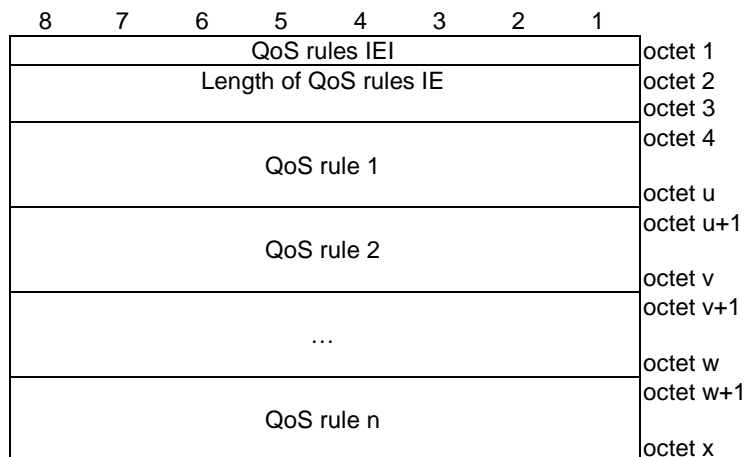 8 7 6 5 4 3 2 1
QoS rules IEI octet 1
Length of QoS rules IE octet 2
octet 3
octet 4
QoS rule 1
octet u
octet u+1
QoS rule 2
octet v
octet v+1
…
octet w
octet w+1
QoS rule n
octet x